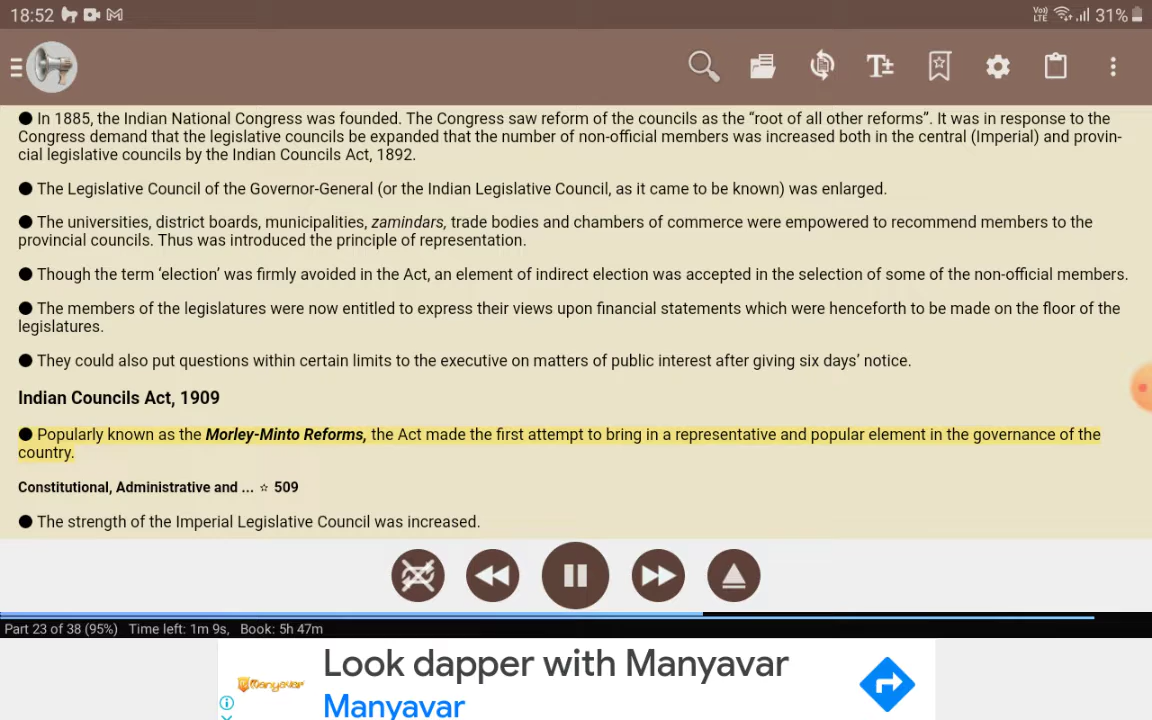 18:52
Vo) LTE 31%
● In 1885, the Indian National Congress was founded. The Congress saw reform of the councils as the “root of all other reforms”. It was in response to the
Congress demand that the legislative councils be expanded that the number of non-official members was increased both in the central (Imperial) and provin-
cial legislative councils by the Indian Councils Act, 1892.
● The Legislative Council of the Governor-General (or the Indian Legislative Council, as it came to be known) was enlarged.
● The universities, district boards, municipalities, zamindars, trade bodies and chambers of commerce were empowered to recommend members to the
provincial councils. Thus was introduced the principle of representation.
● Though the term ‘election’ was firmly avoided in the Act, an element of indirect election was accepted in the selection of some of the non-official members.
● The members of the legislatures were now entitled to express their views upon financial statements which were henceforth to be made on the floor of the
legislatures.
● They could also put questions within certain limits to the executive on matters of public interest after giving six days’ notice.
Indian Councils Act, 1909
● Popularly known as the Morley-Minto Reforms, the Act made the first attempt to bring in a representative and popular element in the governance of the
country.
Constitutional, Administrative and ... ☆ 509
● The strength of the Imperial Legislative Council was increased.
Part 23 of 38 (95%) Time left: 1m 9s, Book: 5h 47m
Look dapper with Manyavar
Manyavar
Manyavar